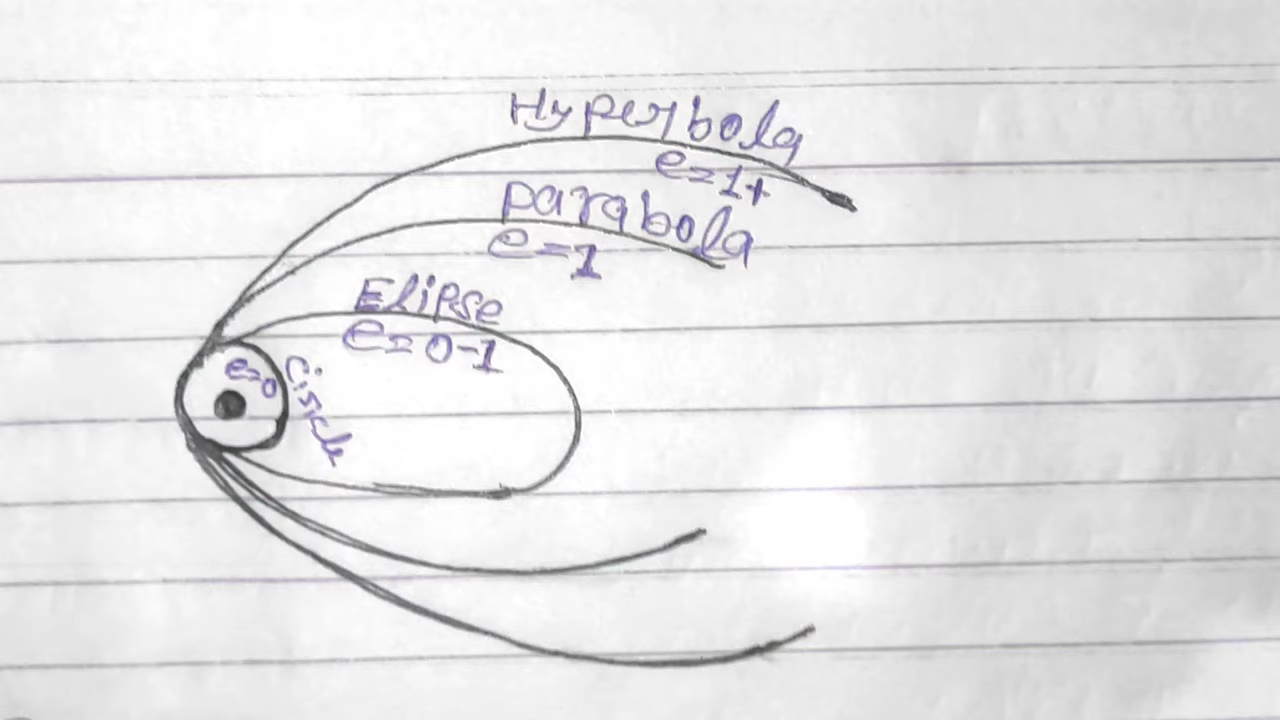 Hyperbola
e=1+
parabola
e=1
Elipse
e=0-1
e=0
Circle